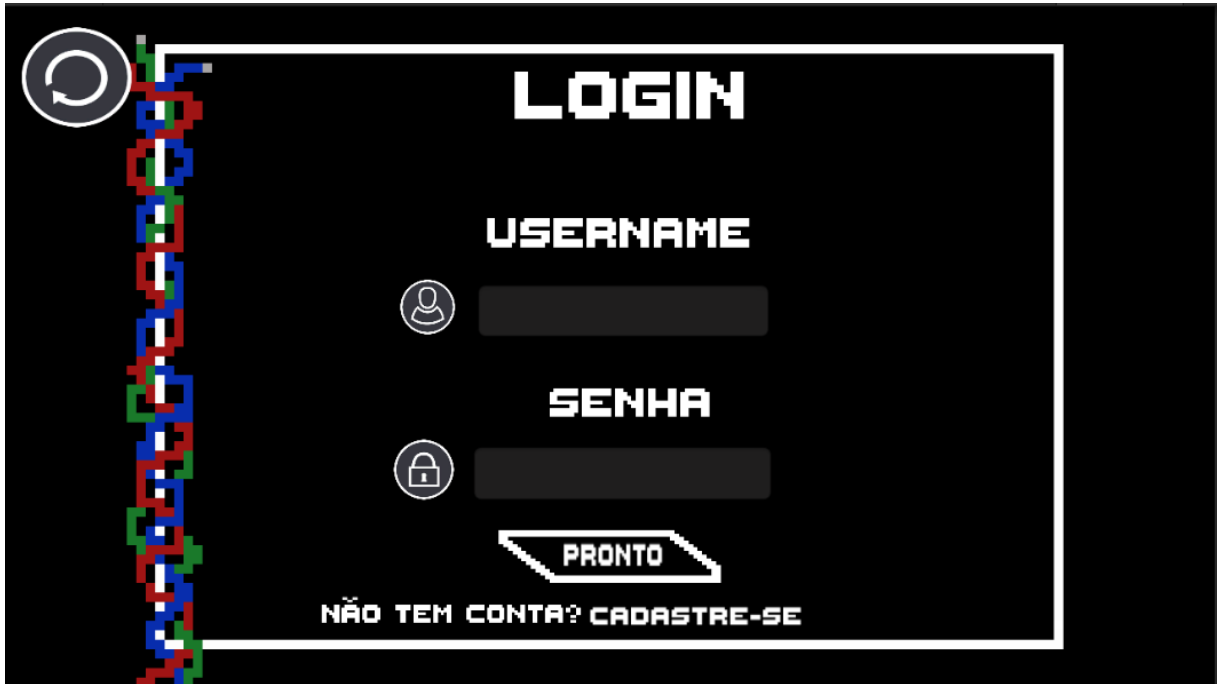 LOGIN
USERNAME
SENHA
PRONTO
NÃO TEM CONTA? CADASTRE-SE